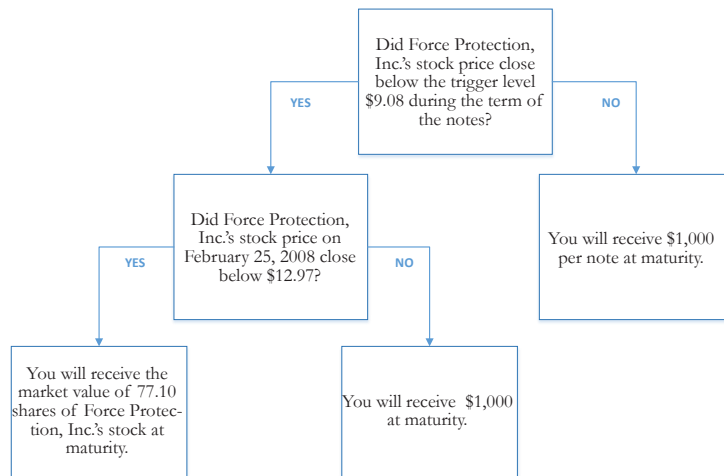 Did Force Protection,
Inc.'s stock price close
below the trigger level
$9.08 during the term of
the notes?
YES
NO
Did Force Protection,
Inc.'s stock price on
February 25, 2008 close
below $12.97?
You will receive $1,000
per note at maturity.
YES
NO
You will receive the
market value of 77.10
shares of Force Protec-
tion, Inc.'s stock at
maturity.
You will receive $1,000
at maturity.